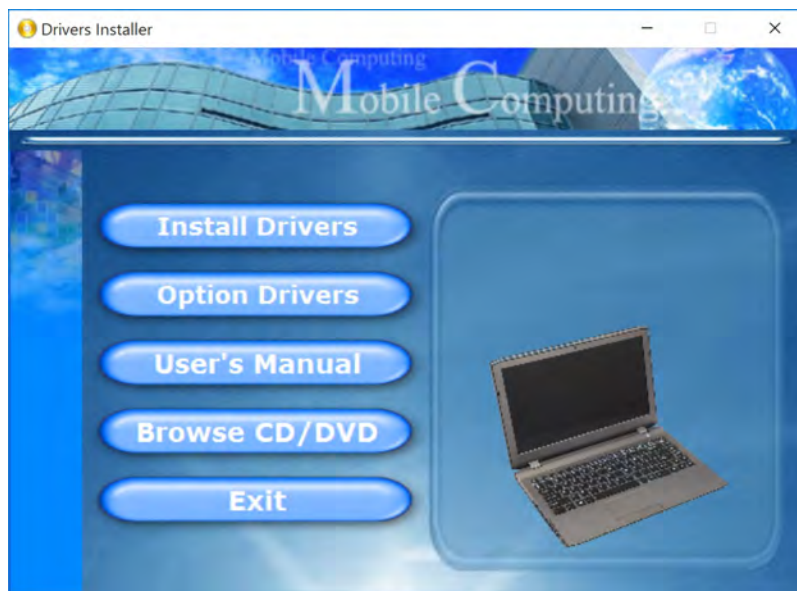 Drivers Installer
Mobile Computing
Mobile Computing
Install Drivers
Option Drivers
User's Manual
Browse CD/DVD
Exit